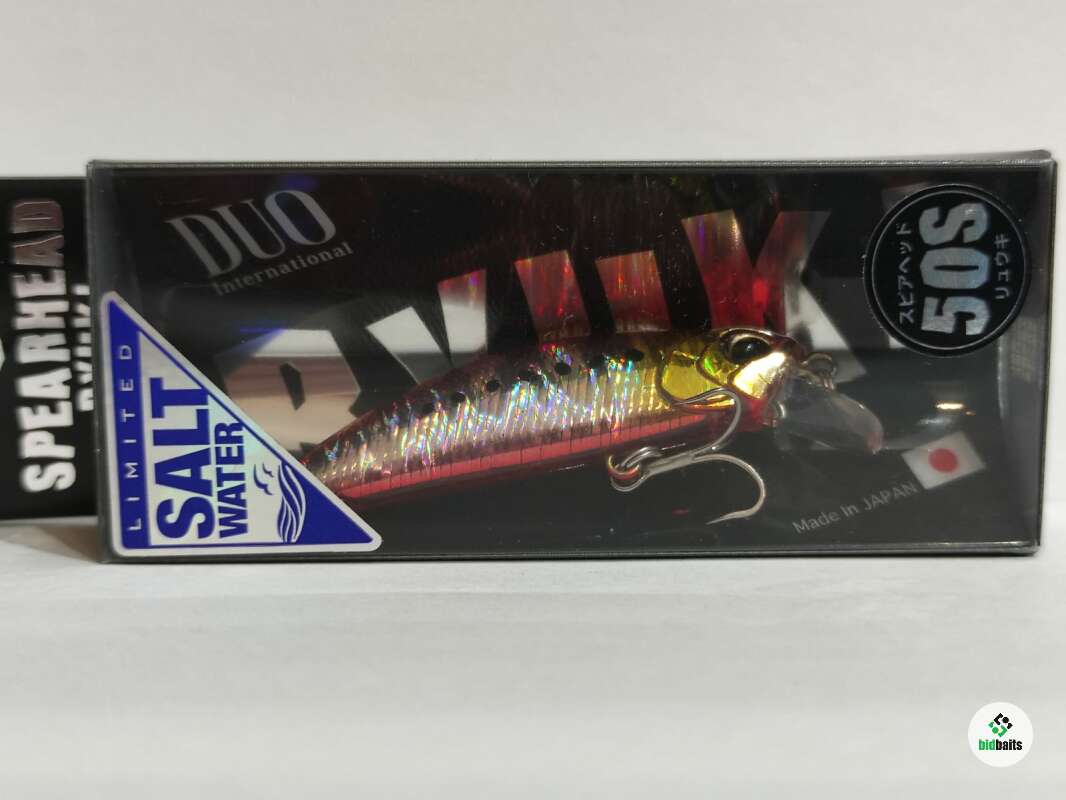 SPEARHEAD
DUO
International
LIMITED
SALT
WATER
スピアヘッド
50S
リュウキ
Made In JAPAN
bidbaits